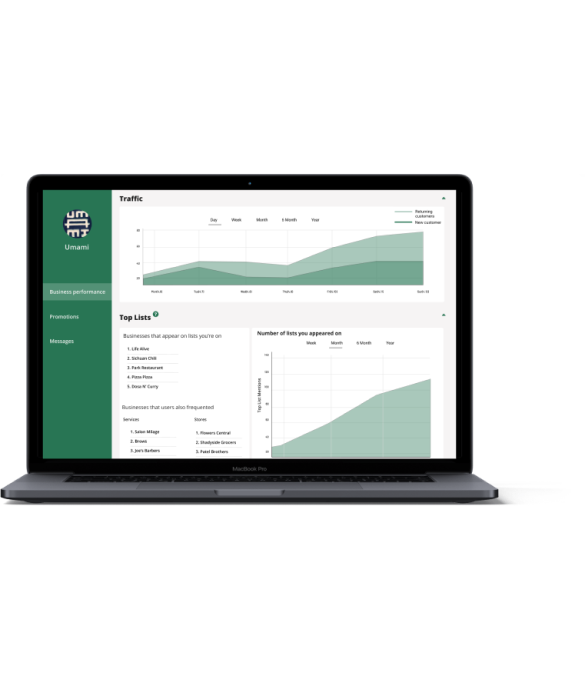 Umami
Business performance
Promotions
Messages
Traffic
Day Week Month 6 Month Year
Returning
customers
New customer
Top Lists ?
Businesses that appear on lists you're on
1. Life Alive
2. Sichuan Chili
3. Park Restaurant
4. Pizza Pizza
5. Dosa N' Curry
Businesses that users also frequented
Services Stores
1. Salon Milage 1. Flowers Central
2. Brows 2. Shadyside Grocers
3. Joe's Barbers 3. Patel Brothers
Number of lists you appeared on
Week Month 6 Month Year
Top List Mentions
MacBook Pro